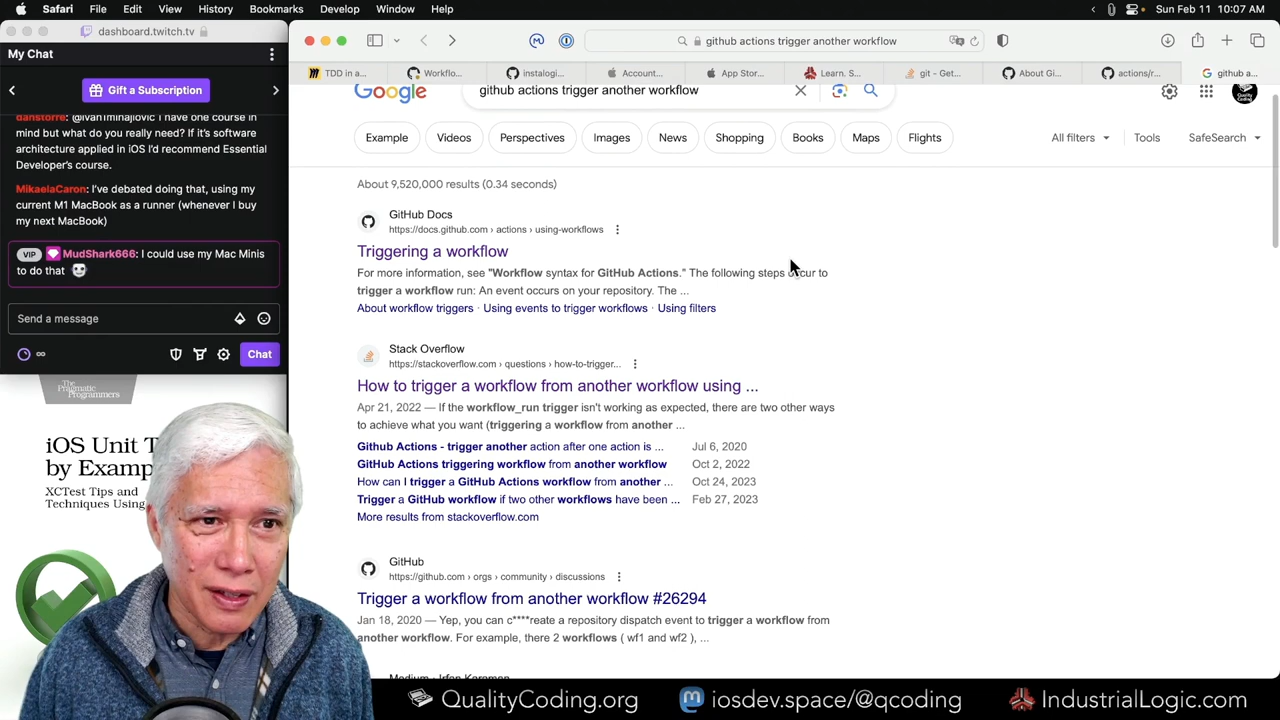 Safari File Edit View History Bookmarks Develop Window Help
Sun Feb 11 10:07 AM
dashboard.twitch.tv
My Chat
Gift a Subscription
danstorre: @ivan1minajlovic I have one course in
mind but what do you really need? If it's software
architecture applied in iOS I'd recommend Essential
Developer's course.
MikaelaCaron: I've debated doing that, using my
current M1 MacBook as a runner (whenever I buy
my next MacBook)
VIP MudShark666: I could use my Mac Minis
to do that
Send a message
Chat
The
Pragmatic
Programmers
iOS Unit T
by Examp
XCTest Tips and
Techniques Using
github actions trigger another workflow
TDD in a...
Workflo...
instalogi...
Account...
App Stor...
Learn. S...
git - Get...
About Gi...
actions/r...
github a...
Google
github actions trigger another workflow
Quality
Coding
Example
Videos
Perspectives
Images
News
Shopping
Books
Maps
Flights
All filters
Tools
SafeSearch
About 9,520,000 results (0.34 seconds)
GitHub Docs
https://docs.github.com › actions › using-workflows
Triggering a workflow
For more information, see "Workflow syntax for GitHub Actions." The following steps occur to
trigger a workflow run: An event occurs on your repository. The ...
About workflow triggers · Using events to trigger workflows · Using filters
Stack Overflow
https://stackoverflow.com › questions › how-to-trigger...
How to trigger a workflow from another workflow using ...
Apr 21, 2022 — If the workflow_run trigger isn't working as expected, there are two other ways
to achieve what you want (triggering a workflow from another ...
Github Actions - trigger another action after one action is ... Jul 6, 2020
GitHub Actions triggering workflow from another workflow Oct 2, 2022
How can I trigger a GitHub Actions workflow from another ... Oct 24, 2023
Trigger a GitHub workflow if two other workflows have been ... Feb 27, 2023
More results from stackoverflow.com
GitHub
https://github.com › orgs › community › discussions
Trigger a workflow from another workflow #26294
Jan 18, 2020 — Yep, you can c****reate a repository dispatch event to trigger a workflow from
another workflow. For example, there 2 workflows ( wf1 and wf2 ), ...
QualityCoding.org
iosdev.space/@qcoding
IndustrialLogic.com